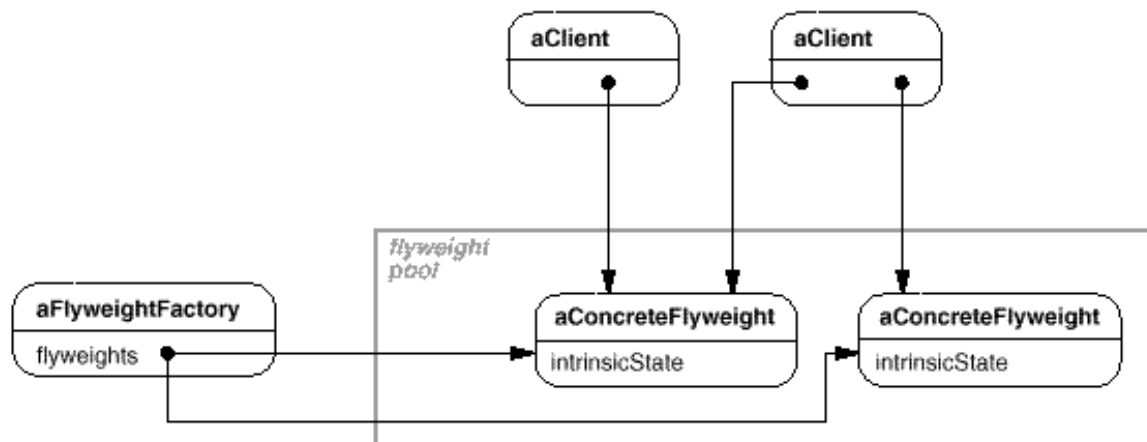 aClient
aClient
flyweight
pool
aFlyweightFactory
flyweights
aConcreteFlyweight
intrinsicState
aConcreteFlyweight
intrinsicState